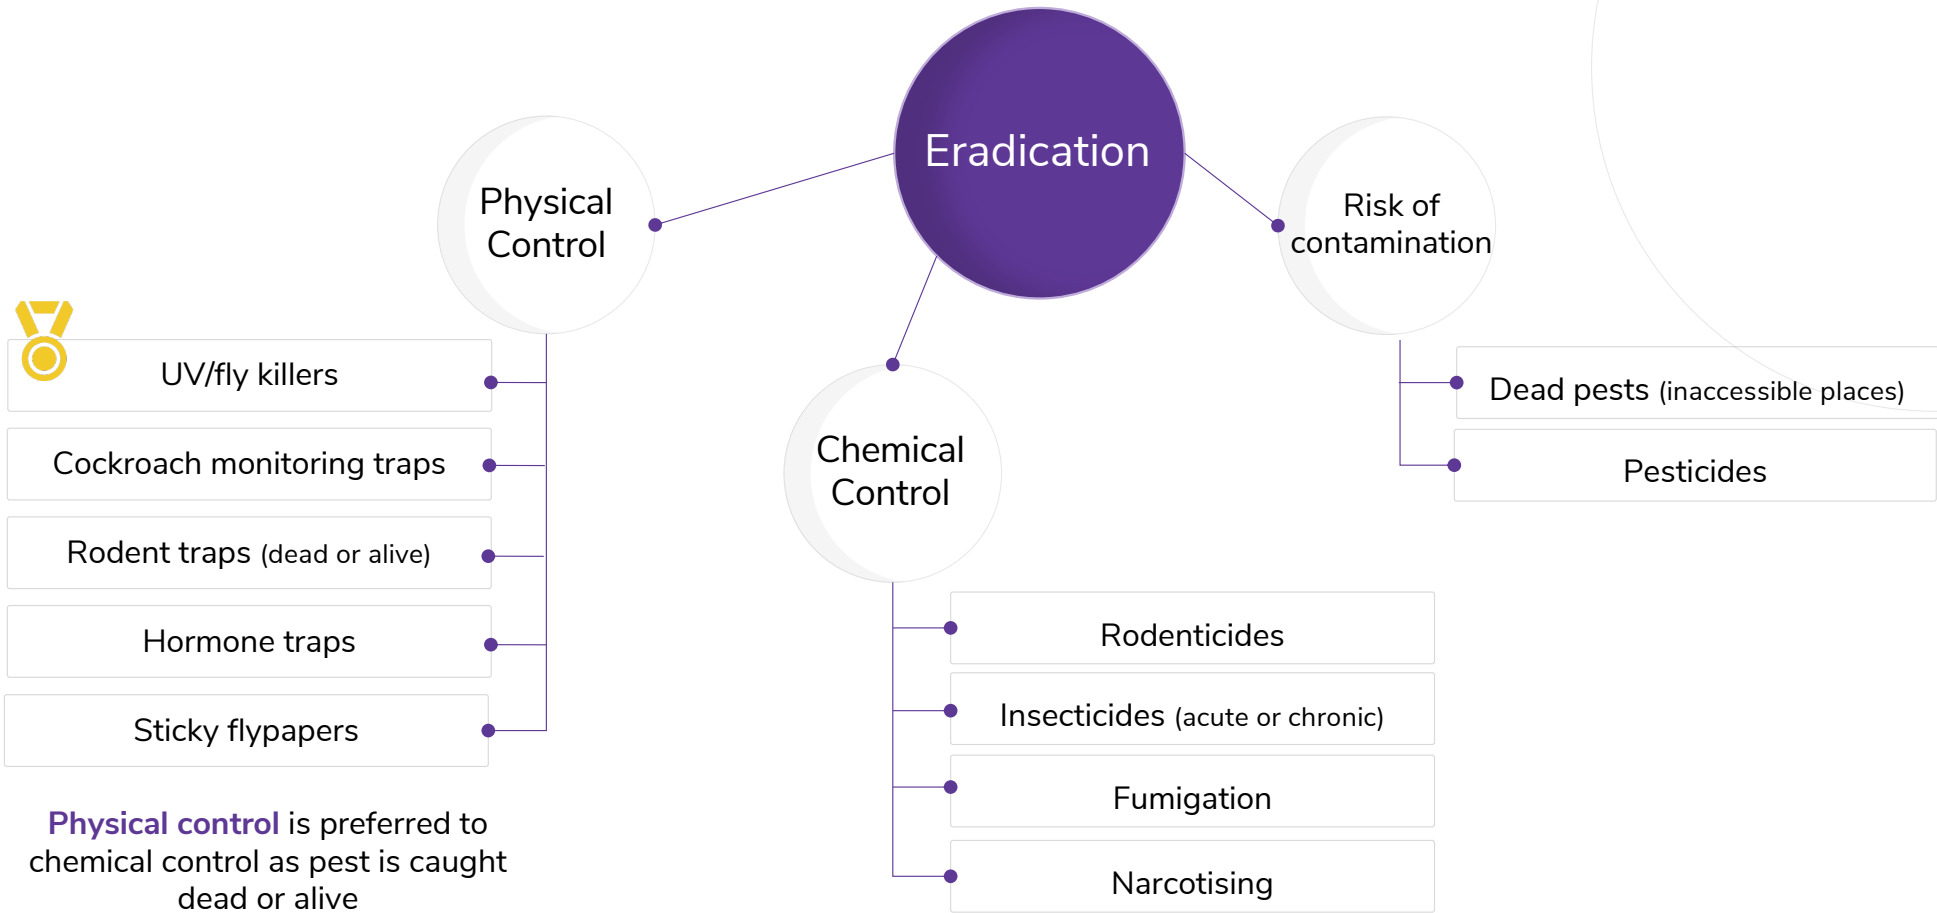 Eradication
Physical
Control
UV/fly killers
Cockroach monitoring traps
Rodent traps (dead or alive)
Hormone traps
Sticky flypapers
Physical control is preferred to
chemical control as pest is caught
dead or alive
Chemical
Control
Rodenticides
Insecticides (acute or chronic)
Fumigation
Narcotising
Risk of
contamination
Dead pests (inaccessible places)
Pesticides